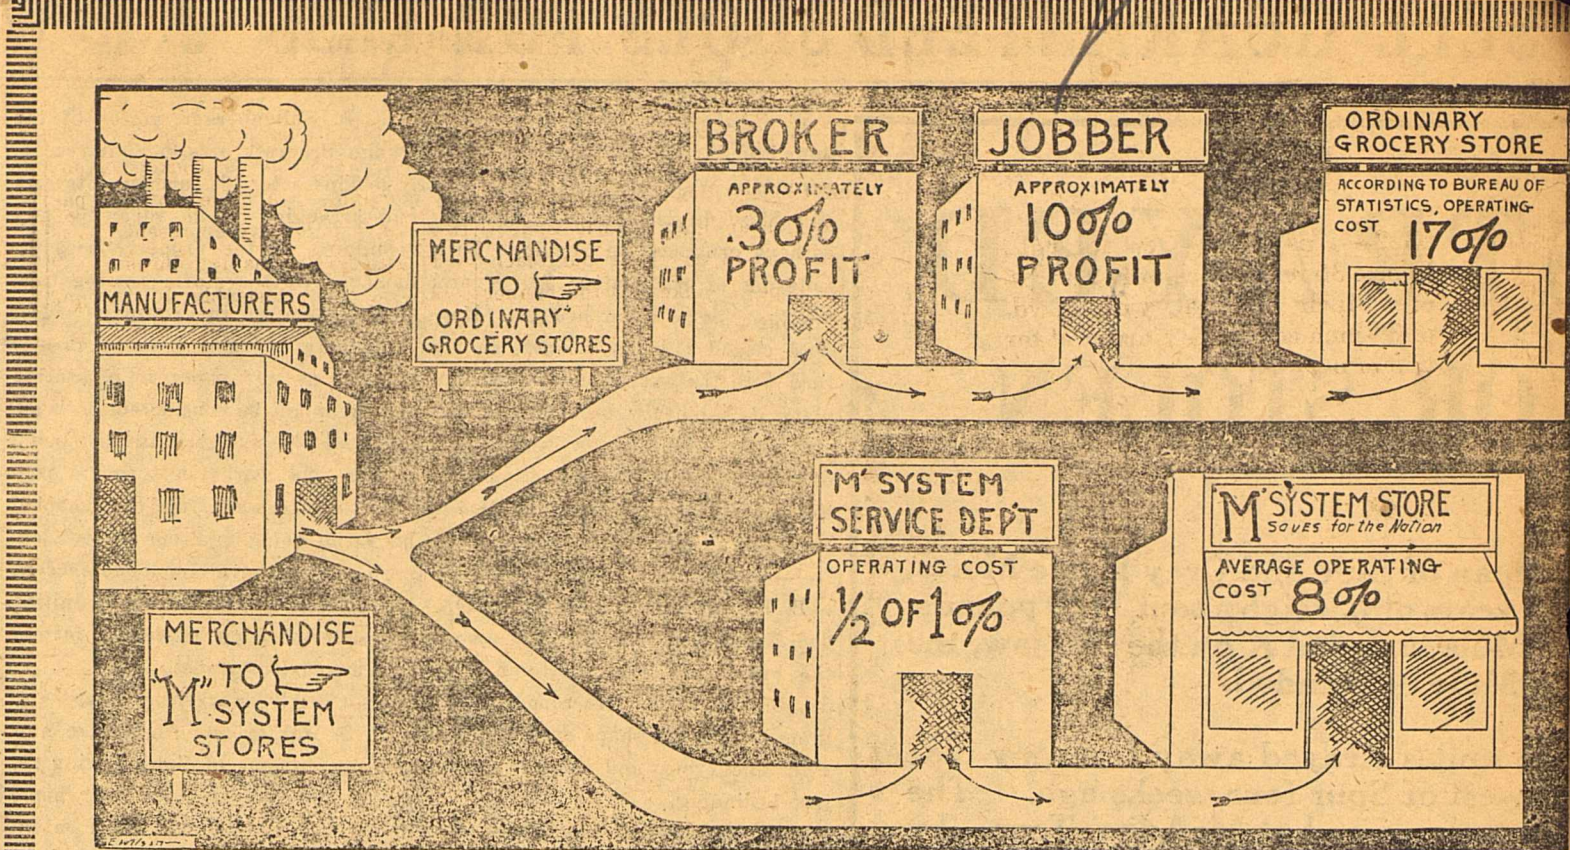 MANUFACTURERS
MERCHANDISE
TO
ORDINARY
GROCERY STORES
BROKER
APPROXIMATELY
.30%
PROFIT
JOBBER
APPROXIMATELY
10%
PROFIT
ORDINARY
GROCERY STORE
ACCORDING TO BUREAU OF
STATISTICS, OPERATING
COST 17%
MERCHANDISE
TO
"M"
SYSTEM
STORES
'M' SYSTEM
SERVICE DEP'T
OPERATING COST
½ OF 1%
'M' SYSTEM STORE
Saves for the Nation
AVERAGE OPERATING
COST 8%